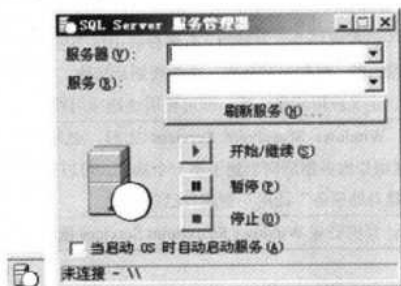 SQL Server 服务管理器
服务器(V):
服务(R):
刷新服务(H)...
开始/继续(S)
暂停(P)
停止(O)
当启动 OS 时自动启动服务(A)
未连接 - \\